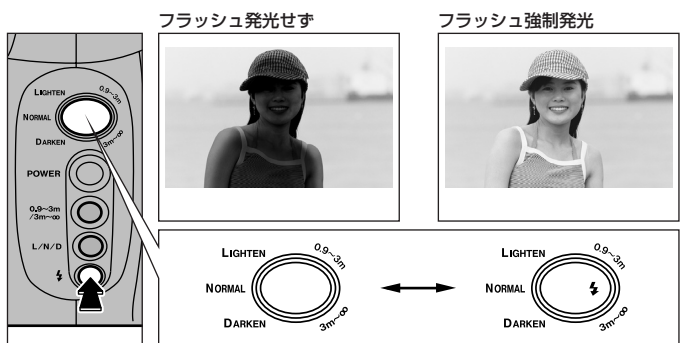 フラッシュ発光せず
フラッシュ強制発光
LIGHTEN
0.9~3m
NORMAL
DARKEN
3m~∞
POWER
0.9~3m
/3m~∞
L/N/D
LIGHTEN
0.9~3m
NORMAL
DARKEN
3m~∞
LIGHTEN
0.9~3m
NORMAL
DARKEN
3m~∞